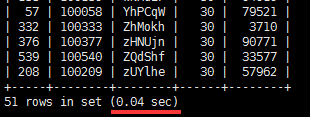 | 57 | 100058 | YhPCqW | 30 | 79521 |
| 332 | 100333 | ZhMokh | 30 | 3710 |
| 376 | 100377 | zHNUjn | 30 | 90771 |
| 539 | 100540 | ZQdShf | 30 | 33577 |
| 208 | 100209 | zUYlhe | 30 | 57962 |
51 rows in set (0.04 sec)